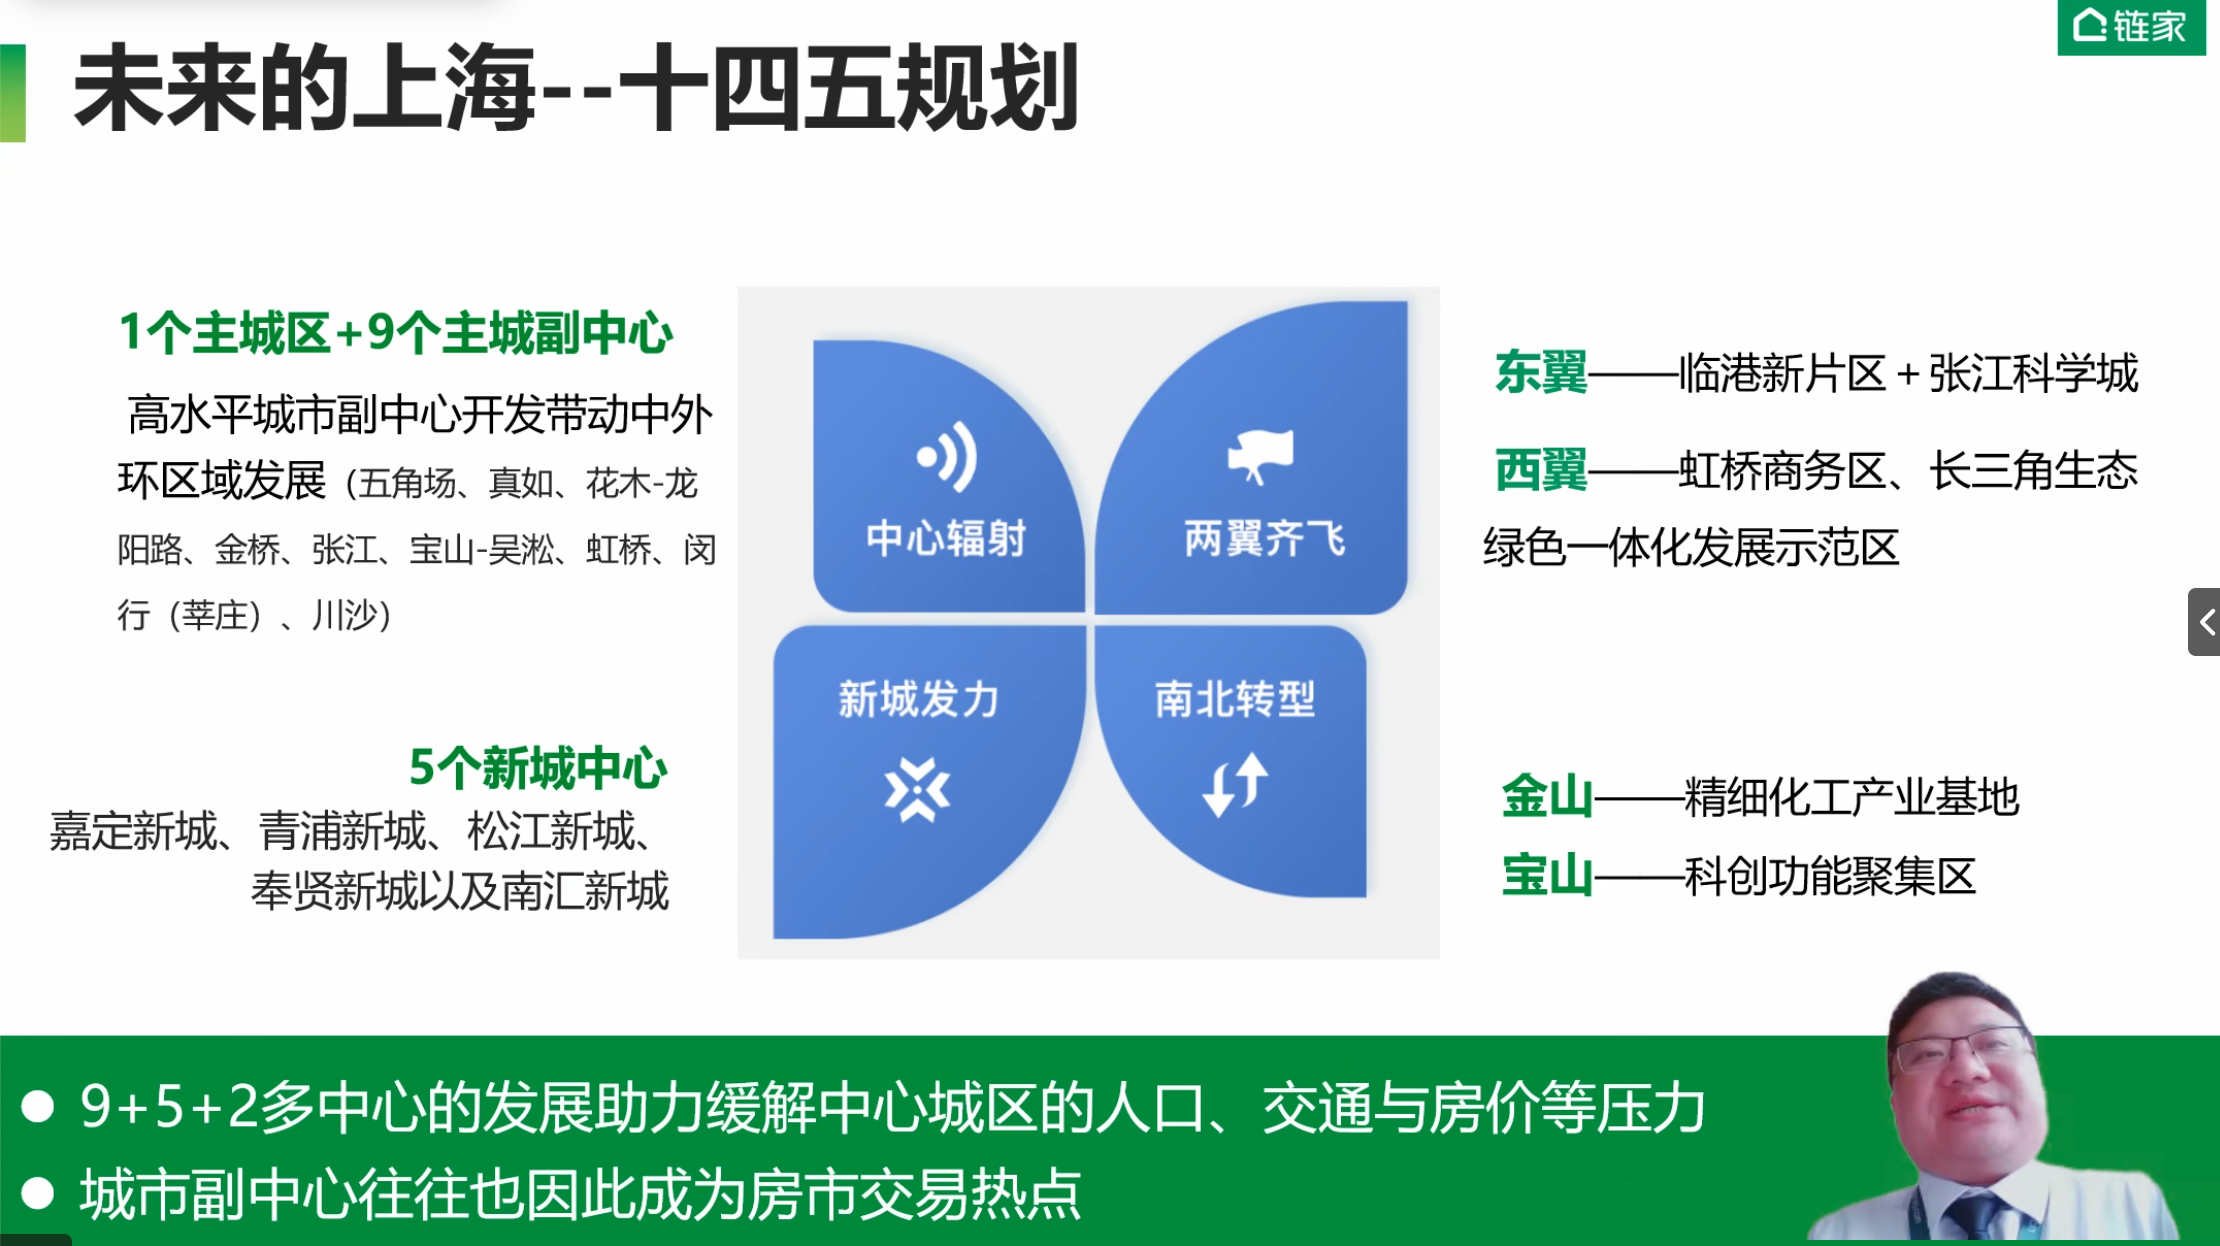 未来的上海--十四五规划
链家
1个主城区+9个主城副中心
高水平城市副中心开发带动中外
环区域发展（五角场、真如、花木-龙
阳路、金桥、张江、宝山-吴淞、虹桥、闵
行（莘庄）、川沙）
中心辐射
两翼齐飞
东翼——临港新片区+张江科学城
西翼——虹桥商务区、长三角生态
绿色一体化发展示范区
5个新城中心
嘉定新城、青浦新城、松江新城、
奉贤新城以及南汇新城
新城发力
南北转型
金山——精细化工产业基地
宝山——科创功能聚集区
● 9+5+2多中心的发展助力缓解中心城区的人口、交通与房价等压力
● 城市副中心往往也因此成为房市交易热点